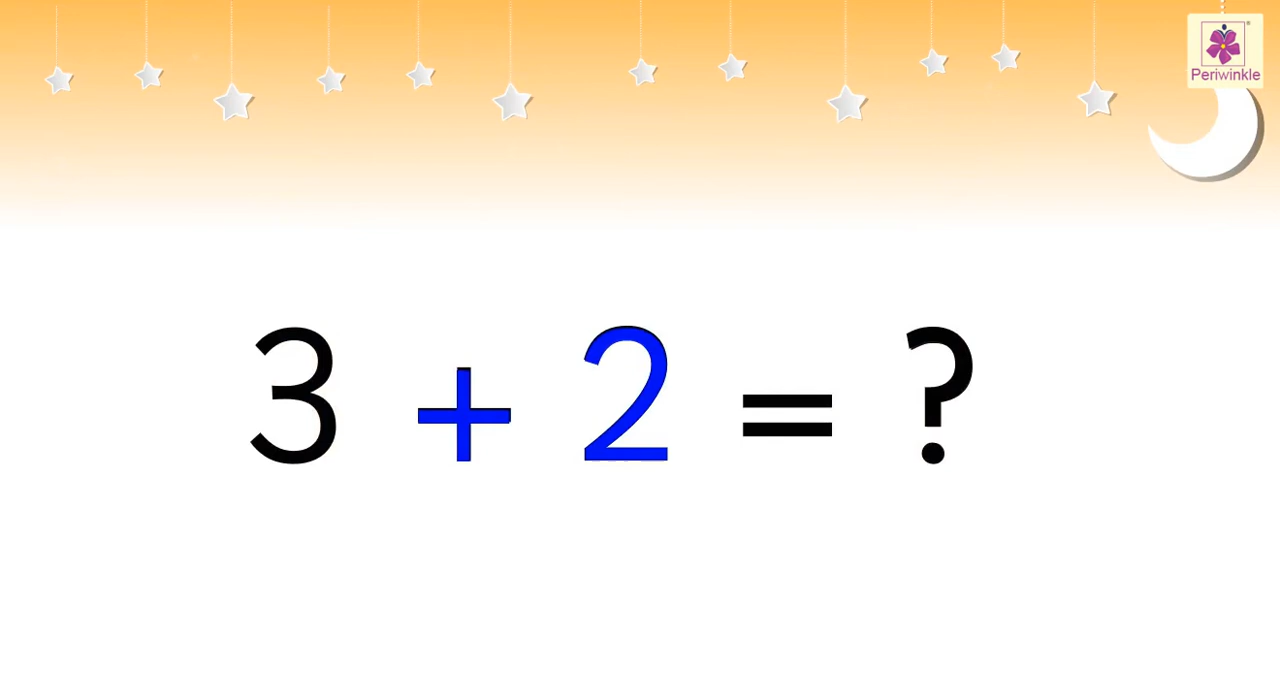 Periwinkle
3 + 2 = ?